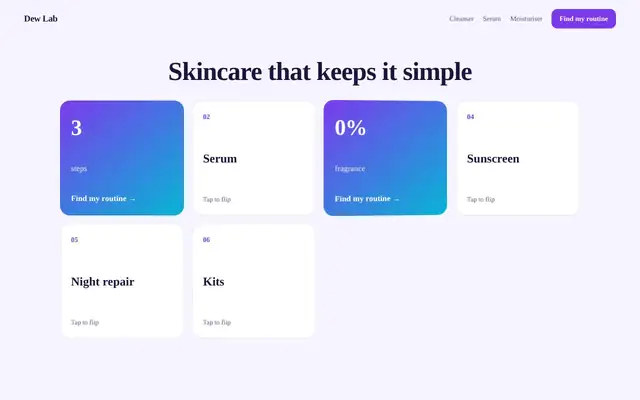 Dew Lab
Cleanser Serum Moisturiser Find my routine
Skincare that keeps it simple
3
steps
Find my routine →
02
Serum
Tap to flip
0%
fragrance
Find my routine →
04
Sunscreen
Tap to flip
05
Night repair
Tap to flip
06
Kits
Tap to flip